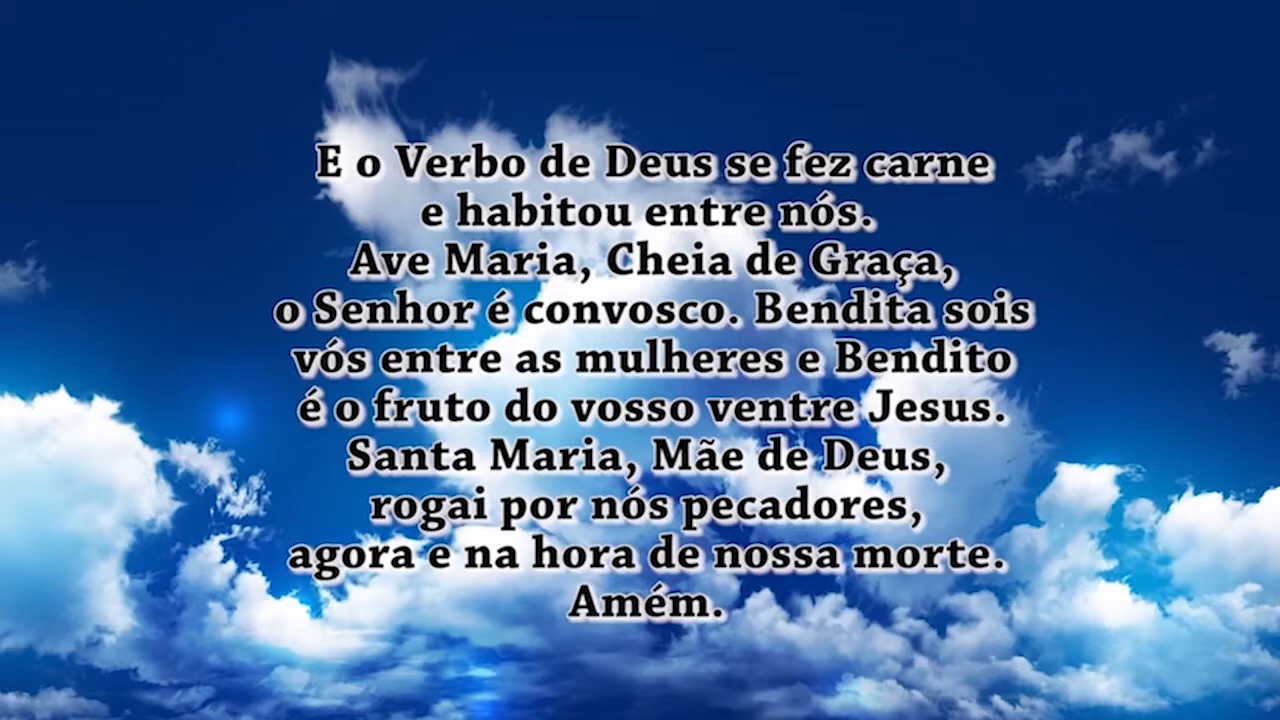 E o Verbo de Deus se fez carne
e habitou entre nós.
Ave Maria, Cheia de Graça,
o Senhor é convosco. Bendita sois
vós entre as mulheres e Bendito
é o fruto do vosso ventre Jesus.
Santa Maria, Mãe de Deus,
rogai por nós pecadores,
agora e na hora de nossa morte.
Amém.